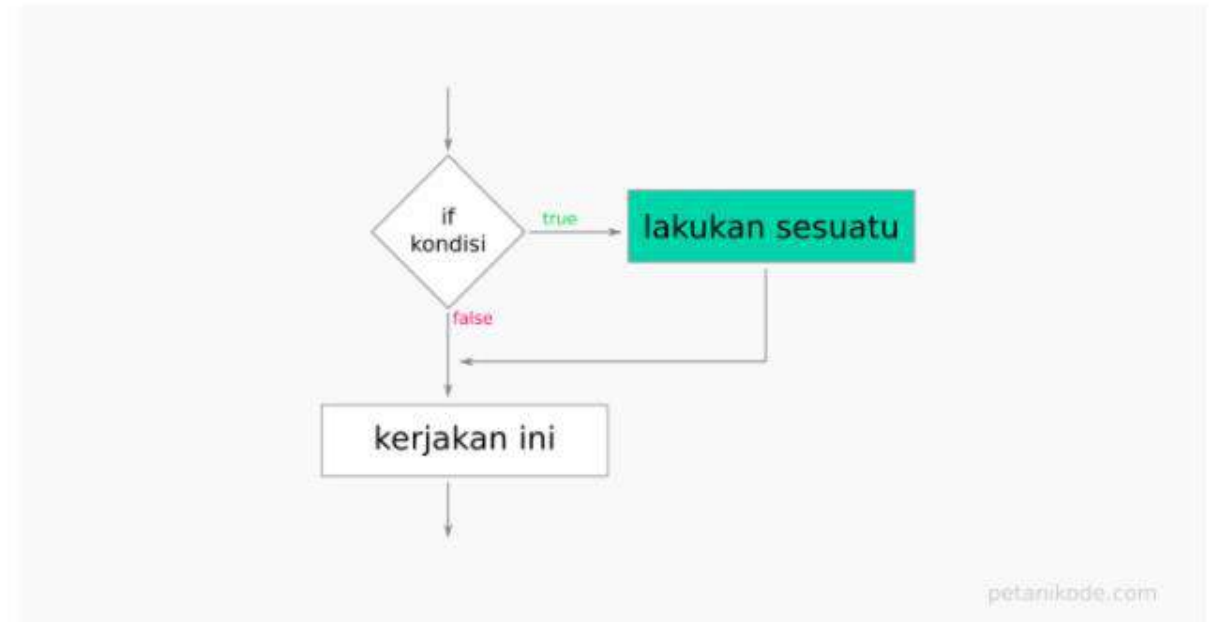 if
kondisi
true
lakukan sesuatu
false
kerjakan ini
petanikode.com